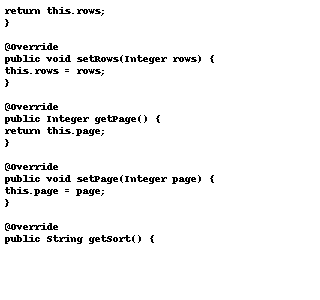 return this.rows;
}
@Override
public void setRows(Integer rows) {
this.rows = rows;
}
@Override
public Integer getPage() {
return this.page;
}
@Override
public void setPage(Integer page) {
this.page = page;
}
@Override
public String getSort() {